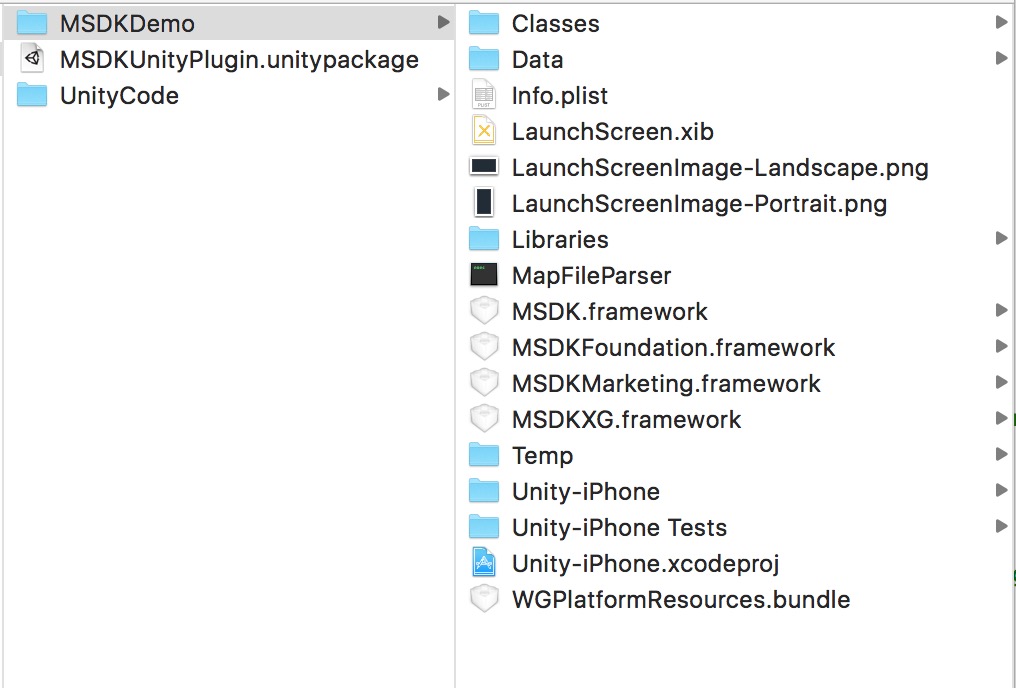 MSDKDemo
MSDKUnityPlugin.unitypackage
UnityCode
Classes
Data
Info.plist
LaunchScreen.xib
LaunchScreenImage-Landscape.png
LaunchScreenImage-Portrait.png
Libraries
MapFileParser
MSDK.framework
MSDKFoundation.framework
MSDKMarketing.framework
MSDKXG.framework
Temp
Unity-iPhone
Unity-iPhone Tests
Unity-iPhone.xcodeproj
WGPlatformResources.bundle